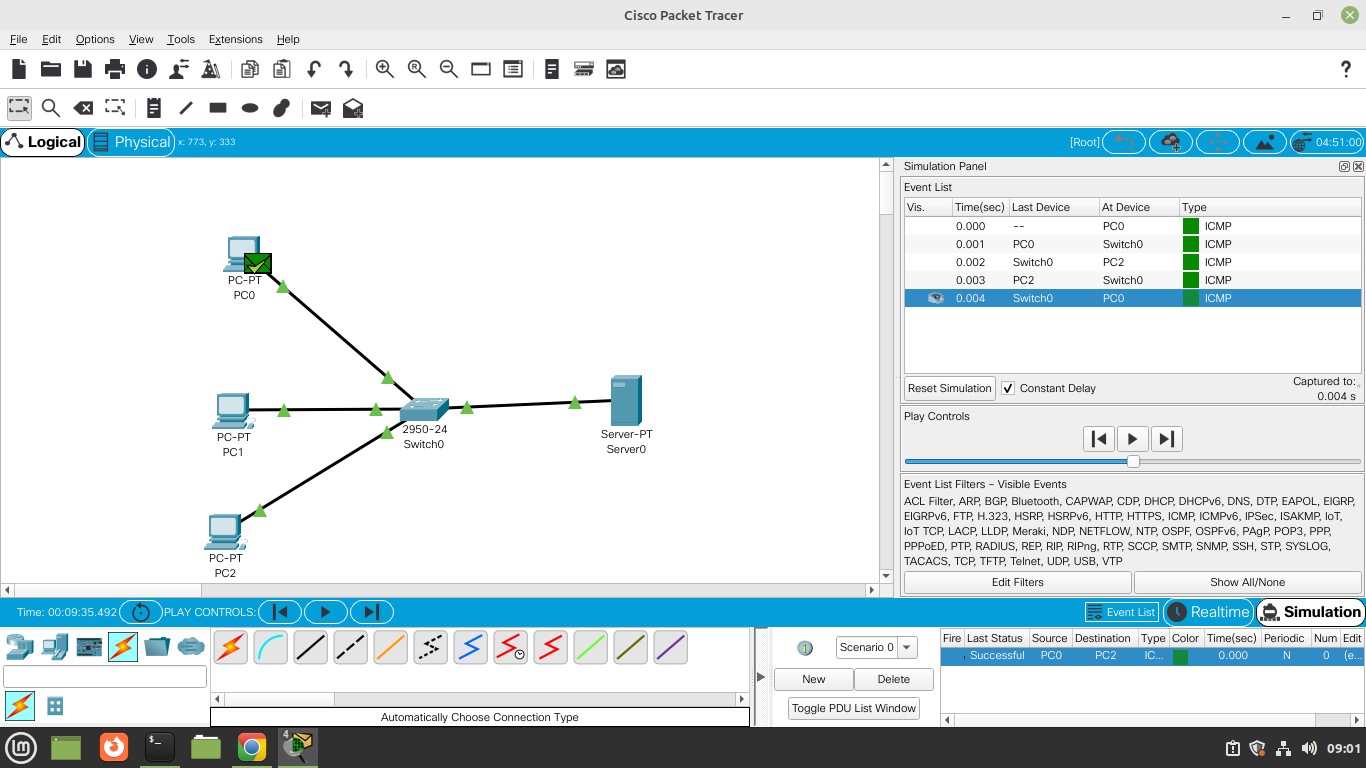 Cisco Packet Tracer
File Edit Options View Tools Extensions Help
?
Logical Physical x: 773, y: 333 [Root] 04:51:00
PC-PT
PC0
PC-PT
PC1
PC-PT
PC2
2950-24
Switch0
Server-PT
Server0
Simulation Panel
Event List
Vis. Time(sec) Last Device At Device Type
0.000 -- PC0 ICMP
0.001 PC0 Switch0 ICMP
0.002 Switch0 PC2 ICMP
0.003 PC2 Switch0 ICMP
0.004 Switch0 PC0 ICMP
Reset Simulation Constant Delay Captured to:
0.004 s
Play Controls
Event List Filters - Visible Events
ACL Filter, ARP, BGP, Bluetooth, CAPWAP, CDP, DHCP, DHCPv6, DNS, DTP, EAPOL, EIGRP,
EIGRPv6, FTP, H.323, HSRP, HSRPv6, HTTP, HTTPS, ICMP, ICMPv6, IPSec, ISAKMP, IoT,
IoT TCP, LACP, LLDP, Meraki, NDP, NETFLOW, NTP, OSPF, OSPFv6, PAgP, POP3, PPP,
PPPoED, PTP, RADIUS, REP, RIP, RIPng, RTP, SCCP, SMTP, SNMP, SSH, STP, SYSLOG,
TACACS, TCP, TFTP, Telnet, UDP, USB, VTP
Edit Filters Show All/None
Time: 00:09:35.492 PLAY CONTROLS: Event List Realtime Simulation
Scenario 0
New Delete
Toggle PDU List Window
Fire Last Status Source Destination Type Color Time(sec) Periodic Num Edit
Successful PC0 PC2 IC... 0.000 N 0 (e...
Automatically Choose Connection Type
4
09:01